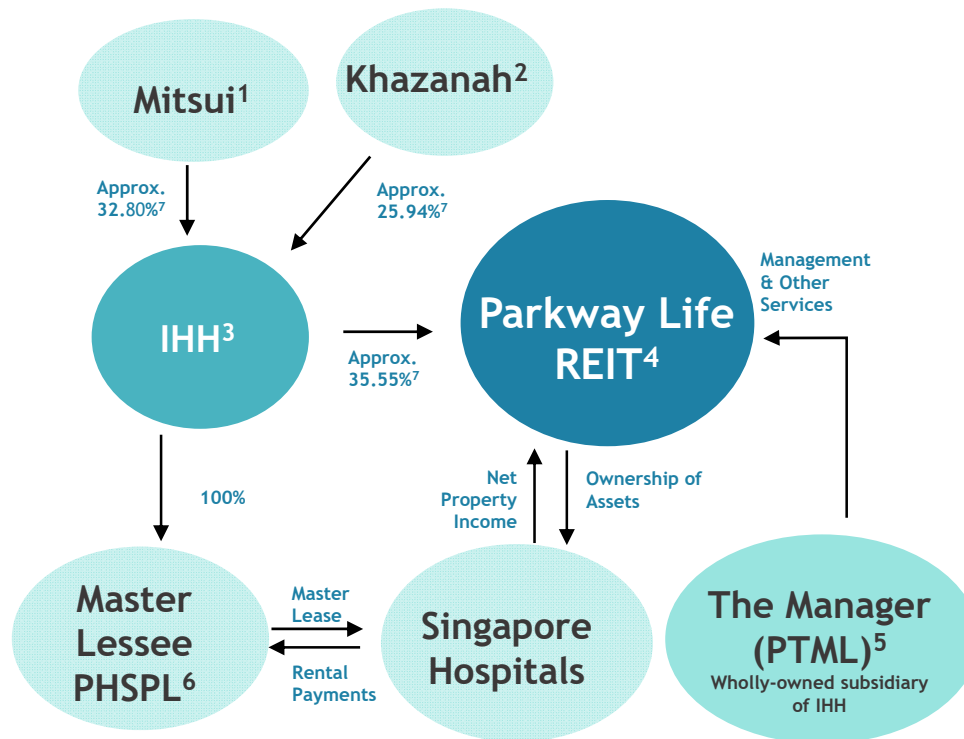 Mitsui¹
Khazanah²
Approx.
32.80%⁷
Approx.
25.94%⁷
IHH³
Approx.
35.55%⁷
Parkway Life
REIT⁴
Management
& Other
Services
100%
Net
Property
Income
Ownership of
Assets
Master
Lessee
PHSPL⁶
Master
Lease
Rental
Payments
Singapore
Hospitals
The Manager
(PTML)⁵
Wholly-owned subsidiary
of IHH